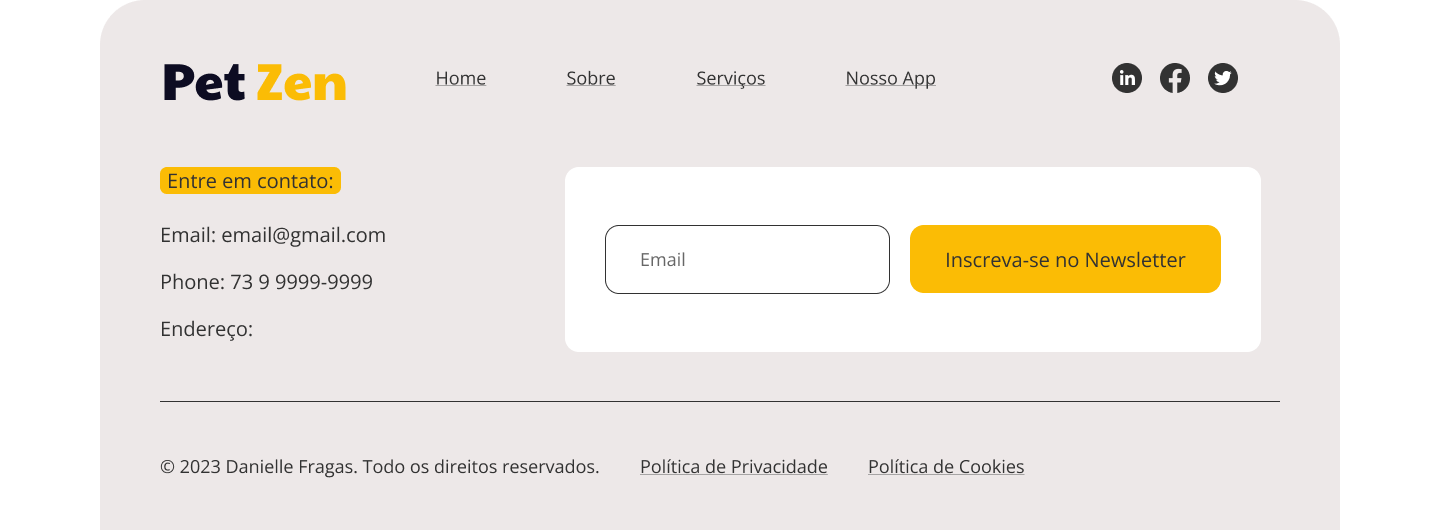 Pet Zen
Home
Sobre
Serviços
Nosso App
in
Entre em contato:
Email: email@gmail.com
Phone: 73 9 9999-9999
Endereço:
Email
Inscreva-se no Newsletter
© 2023 Danielle Fragas. Todo os direitos reservados.
Política de Privacidade
Política de Cookies